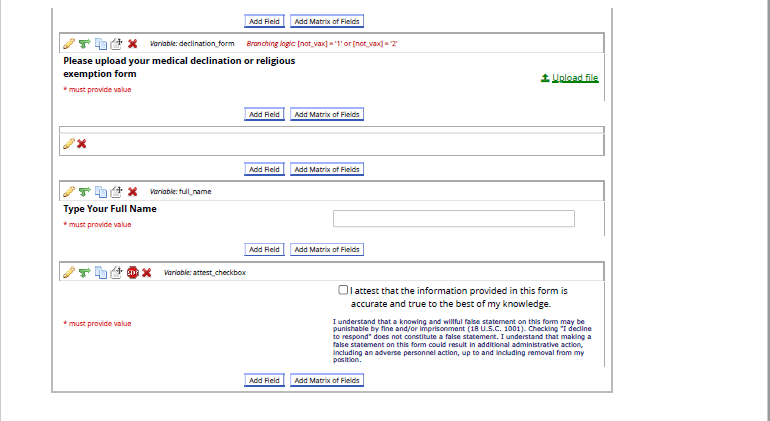 Add Field Add Matrix of Fields
Variable: declination_form Branching logic: [not_vax] = '1' or [not_vax] = '2'
Please upload your medical declination or religious
exemption form
Upload file
* must provide value
Add Field Add Matrix of Fields
Add Field Add Matrix of Fields
Variable: full_name
Type Your Full Name
* must provide value
Add Field Add Matrix of Fields
STOP Variable: attest_checkbox
I attest that the information provided in this form is
accurate and true to the best of my knowledge.
* must provide value
I understand that a knowing and willful false statement on this form may be
punishable by fine and/or imprisonment (18 U.S.C. 1001). Checking "I decline
to respond" does not constitute a false statement. I understand that making a
false statement on this form could result in additional administrative action,
including an adverse personnel action, up to and including removal from my
position.
Add Field Add Matrix of Fields